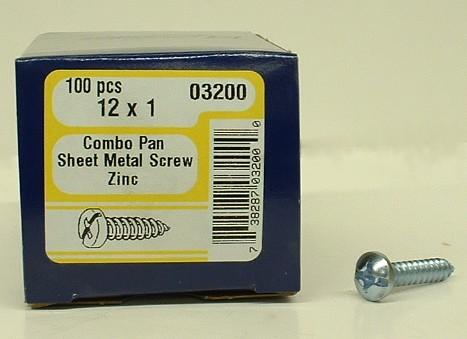 100 pcs
12 x 1
03200
Combo Pan
Sheet Metal Screw
Zinc
7 38287 03200 0